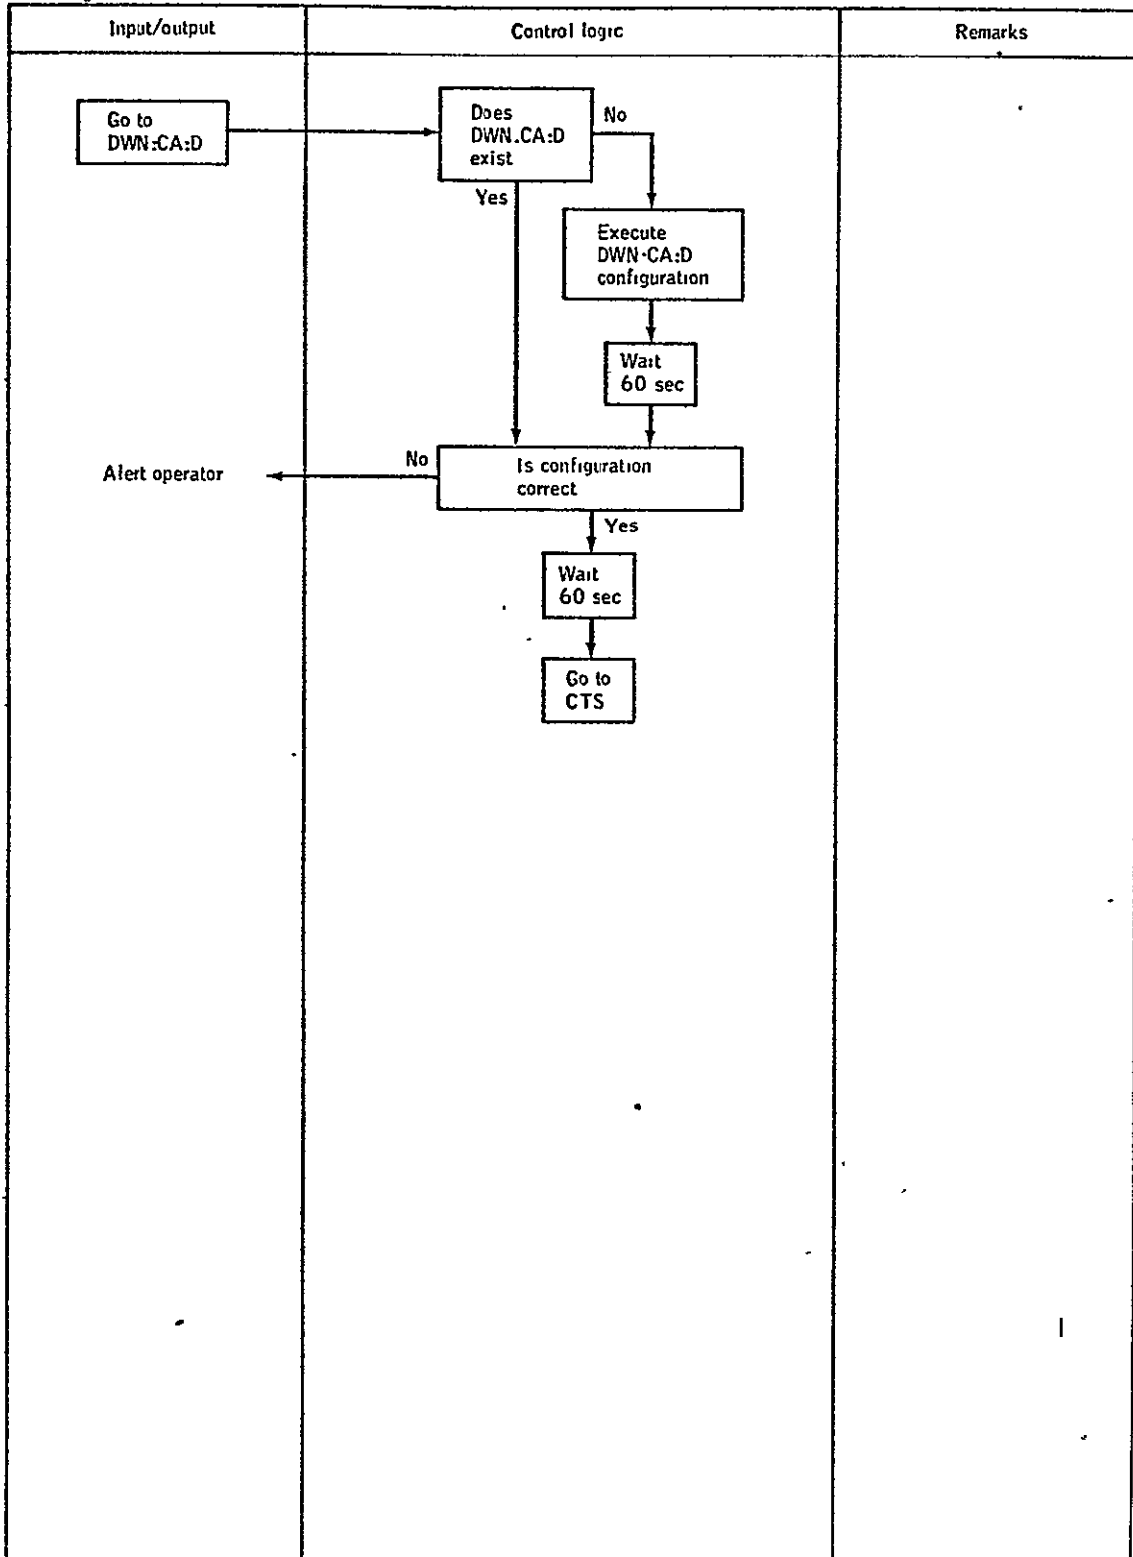 Input/output
Control logic
Remarks
Go to
DWN:CA:D
Does
DWN.CA:D
exist
No
Yes
Execute
DWN·CA:D
configuration
Wait
60 sec
Alert operator
No
Is configuration
correct
Yes
Wait
60 sec
Go to
CTS